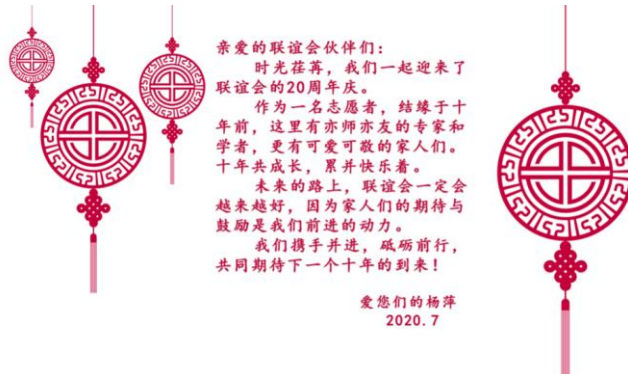 亲爱的联谊会伙伴们：
时光荏苒，我们一起迎来了
联谊会的20周年庆。
作为一名志愿者，结缘于十
年前，这里有亦师亦友的专家和
学者，更有可爱可敬的家人们。
十年共成长，累并快乐着。
未来的路上，联谊会一定会
越来越好，因为家人们的期待与
鼓励是我们前进的动力。
我们携手并进，砥砺前行，
共同期待下一个十年的到来！
爱您们的杨萍
2020.7